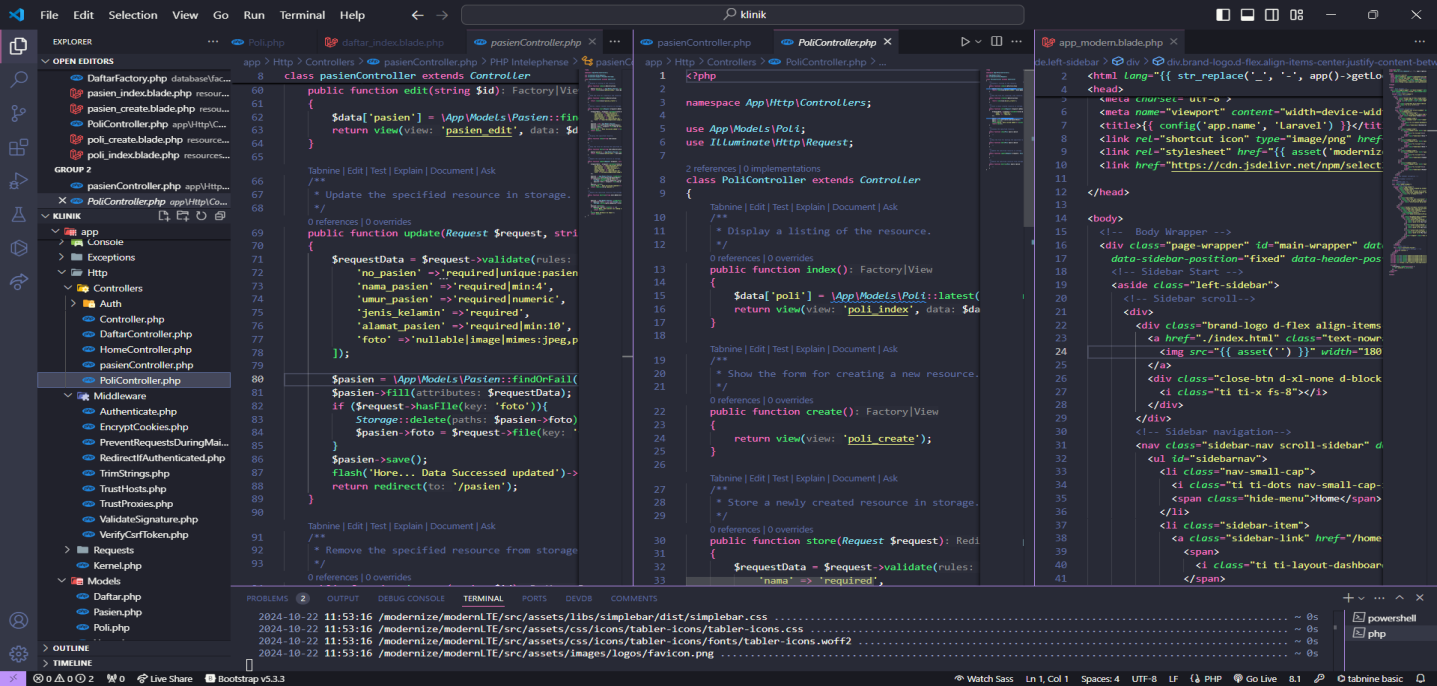 File Edit Selection View Go Run Terminal Help
klinik
EXPLORER
OPEN EDITORS
DaftarFactory.php database/fac...
pasien_index.blade.php resour...
pasien_create.blade.php resou...
PoliController.php app\Http\C...
poli_create.blade.php resource...
poli_index.blade.php resources...
GROUP 2
pasienController.php app\Http...
PoliController.php app\Http\Co...
KLINIK
app
Console
Exceptions
Http
Controllers
Auth
Controller.php
DaftarController.php
HomeController.php
pasienController.php
PoliController.php
Middleware
Authenticate.php
EncryptCookies.php
PreventRequestsDuringMai...
RedirectIfAuthenticated.php
TrimStrings.php
TrustHosts.php
TrustProxies.php
ValidateSignature.php
VerifyCsrfToken.php
Requests
Kernel.php
Models
Daftar.php
Pasien.php
Poli.php
OUTLINE
TIMELINE
Poli.php daftar_index.blade.php pasienController.php
app > Http > Controllers > pasienController.php > PHP Intelephense > pasienCo
8 class pasienController extends Controller
60 public function edit(string $id): Factory|View
61 {
62 $data['pasien'] = \App\Models\Pasien::fin
63 return view(view: 'pasien_edit', data: $d
64 }
65
Tabnine | Edit | Test | Explain | Document | Ask
66 /**
67 * Update the specified resource in storage.
68 */
0 references | 0 overrides
69 public function update(Request $request, stri
70 {
71 $requestData = $request->validate(rules:
72 'no_pasien' =>'required|unique:pasien
73 'nama_pasien' =>'required|min:4',
74 'umur_pasien' =>'required|numeric',
75 'jenis_kelamin' =>'required',
76 'alamat_pasien' =>'required|min:10',
77 'foto' =>'nullable|image|mimes:jpeg,p
78 ]);
79
80 $pasien = \App\Models\Pasien::findOrFail(
81 $pasien->fill(attributes: $requestData);
82 if ($request->hasFIle(key: 'foto')){
83 Storage::delete(paths: $pasien->foto)
84 $pasien->foto = $request->file(key: '
85 }
86 $pasien->save();
87 flash('Hore... Data Successed updated')->
88 return redirect(to: '/pasien');
89 }
90
Tabnine | Edit | Test | Explain | Document | Ask
91 /**
92 * Remove the specified resource from storage
93 */
0 references | 0 overrides
pasienController.php PoliController.php
app > Http > Controllers > PoliController.php > ...
1 <?php
2
3 namespace App\Http\Controllers;
4
5 use App\Models\Poli;
6 use Illuminate\Http\Request;
7
2 references | 0 implementations
8 class PoliController extends Controller
9 {
Tabnine | Edit | Test | Explain | Document | Ask
10 /**
11 * Display a listing of the resource.
12 */
0 references | 0 overrides
13 public function index(): Factory|View
14 {
15 $data['poli'] = \App\Models\Poli::latest(
16 return view(view: 'poli_index', data: $da
17 }
18
Tabnine | Edit | Test | Explain | Document | Ask
19 /**
20 * Show the form for creating a new resource.
21 */
0 references | 0 overrides
22 public function create(): Factory|View
23 {
24 return view(view: 'poli_create');
25 }
26
Tabnine | Edit | Test | Explain | Document | Ask
27 /**
28 * Store a newly created resource in storage.
29 */
0 references | 0 overrides
30 public function store(Request $request): Redi
31 {
32 $requestData = $request->validate(rules:
33 'nama' => 'required',
app_modern.blade.php
de.left-sidebar > div > div.brand-logo.d-flex.align-items-center.justify-content-betw
2 <html lang="{{ str_replace('_', '-', app()->getLoc
4 <head>
5 <meta charset="utf-8">
6 <meta name="viewport" content="width=device-wid
7 <title>{{ config('app.name', 'Laravel') }}</tit
8 <link rel="shortcut icon" type="image/png" href
9 <link rel="stylesheet" href="{{ asset('moderniz
10 <link href="https://cdn.jsdelivr.net/npm/select
11
12 </head>
13
14 <body>
15 <!-- Body Wrapper -->
16 <div class="page-wrapper" id="main-wrapper" dat
17 data-sidebar-position="fixed" data-header-pos
18 <!-- Sidebar Start -->
19 <aside class="left-sidebar">
20 <!-- Sidebar scroll-->
21 <div>
22 <div class="brand-logo d-flex align-items
23 <a href="./index.html" class="text-nowr
24 <img src="{{ asset('') }}" width="180
25 </a>
26 <div class="close-btn d-xl-none d-block
27 <i class="ti ti-x fs-8"></i>
28 </div>
29 </div>
30 <!-- Sidebar navigation-->
31 <nav class="sidebar-nav scroll-sidebar" d
32 <ul id="sidebarnav">
33 <li class="nav-small-cap">
34 <i class="ti ti-dots nav-small-cap-
35 <span class="hide-menu">Home</span>
36 </li>
37 <li class="sidebar-item">
38 <a class="sidebar-link" href="/home
39 <span>
40 <i class="ti ti-layout-dashboar
41 </span>
PROBLEMS 2 OUTPUT DEBUG CONSOLE TERMINAL PORTS DEVDB COMMENTS
2024-10-22 11:53:16 /modernize/modernLTE/src/assets/libs/simplebar/dist/simplebar.css ~ 0s
2024-10-22 11:53:16 /modernize/modernLTE/src/assets/css/icons/tabler-icons/tabler-icons.css ~ 0s
2024-10-22 11:53:16 /modernize/modernLTE/src/assets/css/icons/tabler-icons/fonts/tabler-icons.woff2 ~ 0s
2024-10-22 11:53:16 /modernize/modernLTE/src/assets/images/logos/favicon.png ~ 0s
powershell
php
0 0 2 0 Live Share Bootstrap v5.3.3
Watch Sass Ln 1, Col 1 Spaces: 4 UTF-8 LF PHP Go Live 8.1 tabnine basic